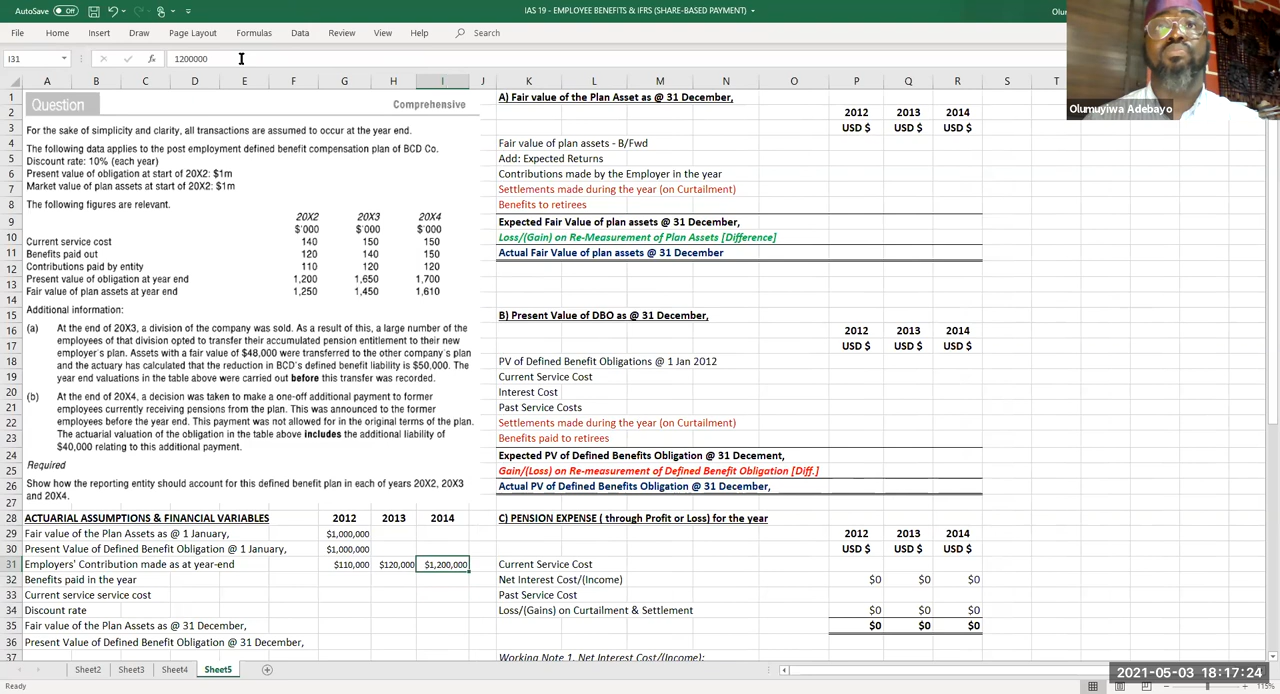 AutoSave Off
IAS 19 - EMPLOYEE BENEFITS & IFRS (SHARE-BASED PAYMENT)
File Home Insert Draw Page Layout Formulas Data Review View Help Search
I31 fx 1200000
Olumuyiwa Adebayo
A B C D E F G H I J K L M N O P Q R S T
Question
Comprehensive
For the sake of simplicity and clarity, all transactions are assumed to occur at the year end.
The following data applies to the post employment defined benefit compensation plan of BCD Co.
Discount rate: 10% (each year)
Present value of obligation at start of 20X2: $1m
Market value of plan assets at start of 20X2: $1m
The following figures are relevant.
20X2 20X3 20X4
$'000 $'000 $'000
Current service cost 140 150 150
Benefits paid out 120 140 150
Contributions paid by entity 110 120 120
Present value of obligation at year end 1,200 1,650 1,700
Fair value of plan assets at year end 1,250 1,450 1,610
Additional information:
(a) At the end of 20X3, a division of the company was sold. As a result of this, a large number of the
employees of that division opted to transfer their accumulated pension entitlement to their new
employer's plan. Assets with a fair value of $48,000 were transferred to the other company's plan
and the actuary has calculated that the reduction in BCD's defined benefit liability is $50,000. The
year end valuations in the table above were carried out before this transfer was recorded.
(b) At the end of 20X4, a decision was taken to make a one-off additional payment to former
employees currently receiving pensions from the plan. This was announced to the former
employees before the year end. This payment was not allowed for in the original terms of the plan.
The actuarial valuation of the obligation in the table above includes the additional liability of
$40,000 relating to this additional payment.
Required
Show how the reporting entity should account for this defined benefit plan in each of years 20X2, 20X3
and 20X4.
28 ACTUARIAL ASSUMPTIONS & FINANCIAL VARIABLES 2012 2013 2014
29 Fair value of the Plan Assets as @ 1 January, $1,000,000
30 Present Value of Defined Benefit Obligation @ 1 January, $1,000,000
31 Employers' Contribution made as at year-end $110,000 $120,000 $1,200,000
32 Benefits paid in the year
33 Current service service cost
34 Discount rate
35 Fair value of the Plan Assets as @ 31 December,
36 Present Value of Defined Benefit Obligation @ 31 December,
37
A) Fair value of the Plan Asset as @ 31 December,
2012 2013 2014
USD $ USD $ USD $
Fair value of plan assets - B/Fwd
Add: Expected Returns
Contributions made by the Employer in the year
Settlements made during the year (on Curtailment)
Benefits to retirees
Expected Fair Value of plan assets @ 31 December,
Loss/(Gain) on Re-Measurement of Plan Assets [Difference]
Actual Fair Value of plan assets @ 31 December
B) Present Value of DBO as @ 31 December,
2012 2013 2014
USD $ USD $ USD $
PV of Defined Benefit Obligations @ 1 Jan 2012
Current Service Cost
Interest Cost
Past Service Costs
Settlements made during the year (on Curtailment)
Benefits paid to retirees
Expected PV of Defined Benefits Obligation @ 31 Decement,
Gain/(Loss) on Re-measurement of Defined Benefit Obligation [Diff.]
Actual PV of Defined Benefits Obligation @ 31 December,
C) PENSION EXPENSE ( through Profit or Loss) for the year
2012 2013 2014
USD $ USD $ USD $
Current Service Cost
Net Interest Cost/(Income) $0 $0 $0
Past Service Cost
Loss/(Gains) on Curtailment & Settlement $0 $0 $0
$0 $0 $0
Working Note 1. Net Interest Cost/(Income):
Sheet2 Sheet3 Sheet4 Sheet5
Ready
2021-05-03 18:17:24
115%